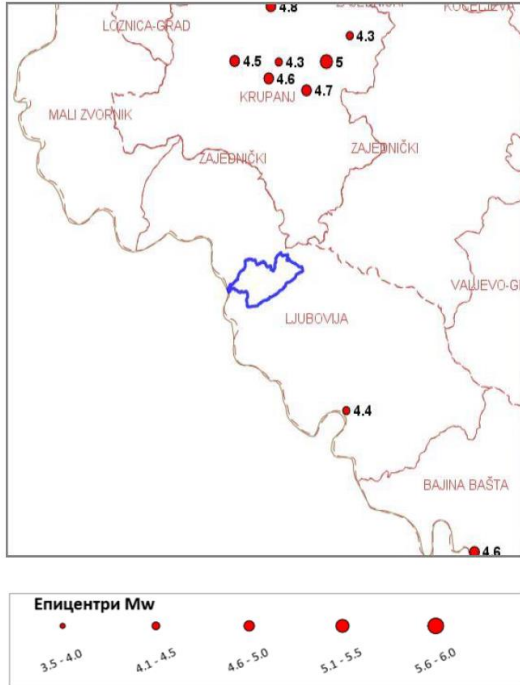 4.8
LOZNICA-GRAD
4.3
4.5
4.3
5
4.6
4.7
KRUPANJ
MALI ZVORNIK
ZAJEDNIČKI
ZAJEDNIČKI
VALJEVO-G
LJUBOVIJA
4.4
BAJINA BAŠTA
4.6
Епицентри Mw
3.5 - 4.0
4.1 - 4.5
4.6 - 5.0
5.1 - 5.5
5.6 - 6.0